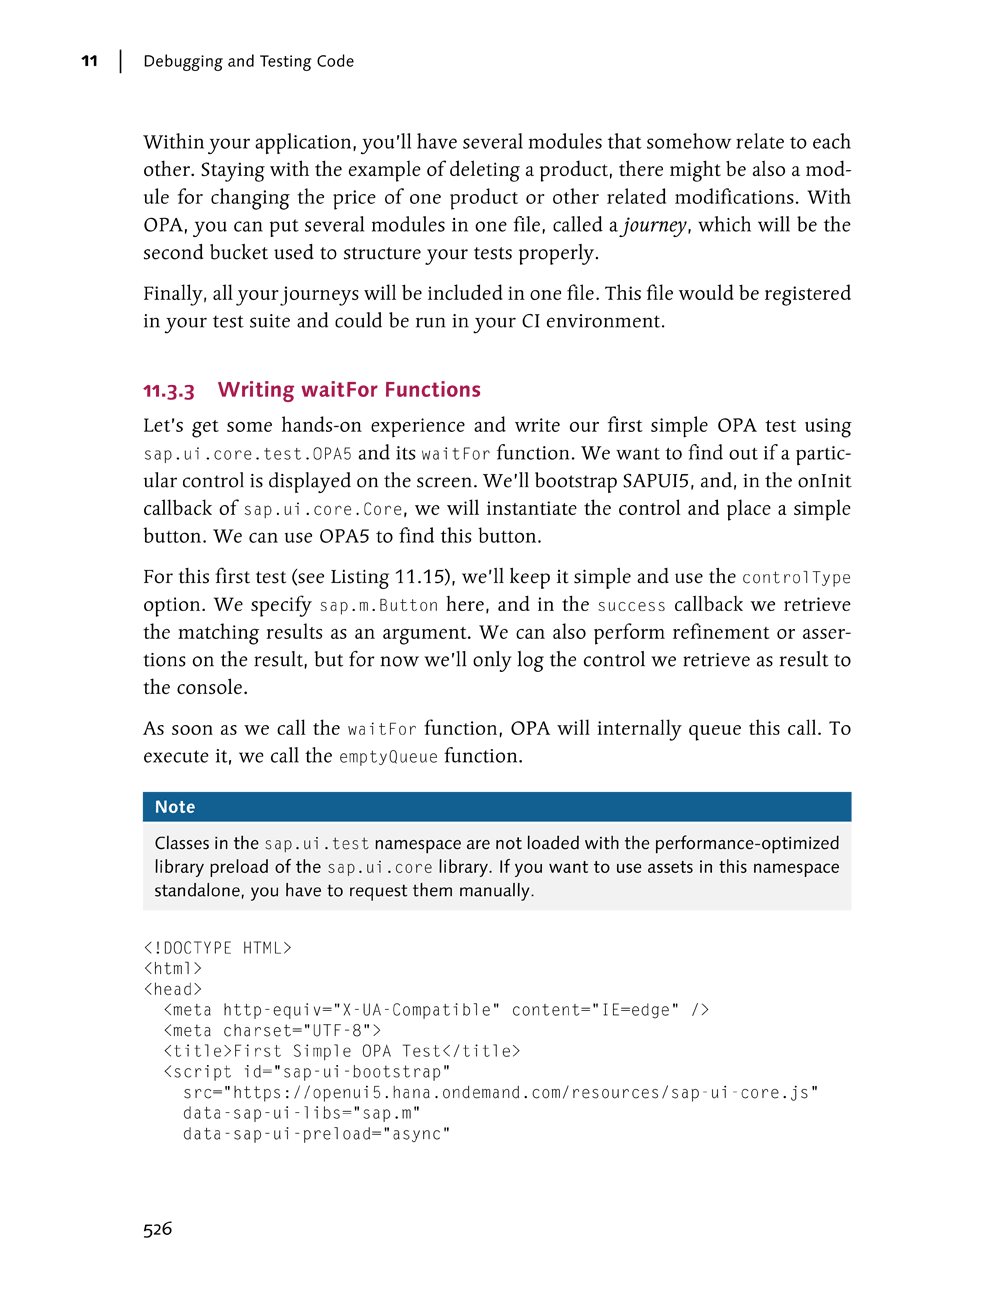 11 | Debugging and Testing Code
Within your application, you’ll have several modules that somehow relate to each
other. Staying with the example of deleting a product, there might be also a mod-
ule for changing the price of one product or other related modifications. With
OPA, you can put several modules in one file, called a journey, which will be the
second bucket used to structure your tests properly.
Finally, all your journeys will be included in one file. This file would be registered
in your test suite and could be run in your CI environment.
11.3.3 Writing waitFor Functions
Let’s get some hands-on experience and write our first simple OPA test using
sap.ui.core.test.OPA5 and its waitFor function. We want to find out if a partic-
ular control is displayed on the screen. We’ll bootstrap SAPUI5, and, in the onInit
callback of sap.ui.core.Core, we will instantiate the control and place a simple
button. We can use OPA5 to find this button.
For this first test (see Listing 11.15), we’ll keep it simple and use the controlType
option. We specify sap.m.Button here, and in the success callback we retrieve
the matching results as an argument. We can also perform refinement or asser-
tions on the result, but for now we’ll only log the control we retrieve as result to
the console.
As soon as we call the waitFor function, OPA will internally queue this call. To
execute it, we call the emptyQueue function.
Note
Classes in the sap.ui.test namespace are not loaded with the performance-optimized
library preload of the sap.ui.core library. If you want to use assets in this namespace
standalone, you have to request them manually.
<!DOCTYPE HTML>
<html>
<head>
  <meta http-equiv="X-UA-Compatible" content="IE=edge" />
  <meta charset="UTF-8">
  <title>First Simple OPA Test</title>
  <script id="sap-ui-bootstrap"
    src="https://openui5.hana.ondemand.com/resources/sap-ui-core.js"
    data-sap-ui-libs="sap.m"
    data-sap-ui-preload="async"
526